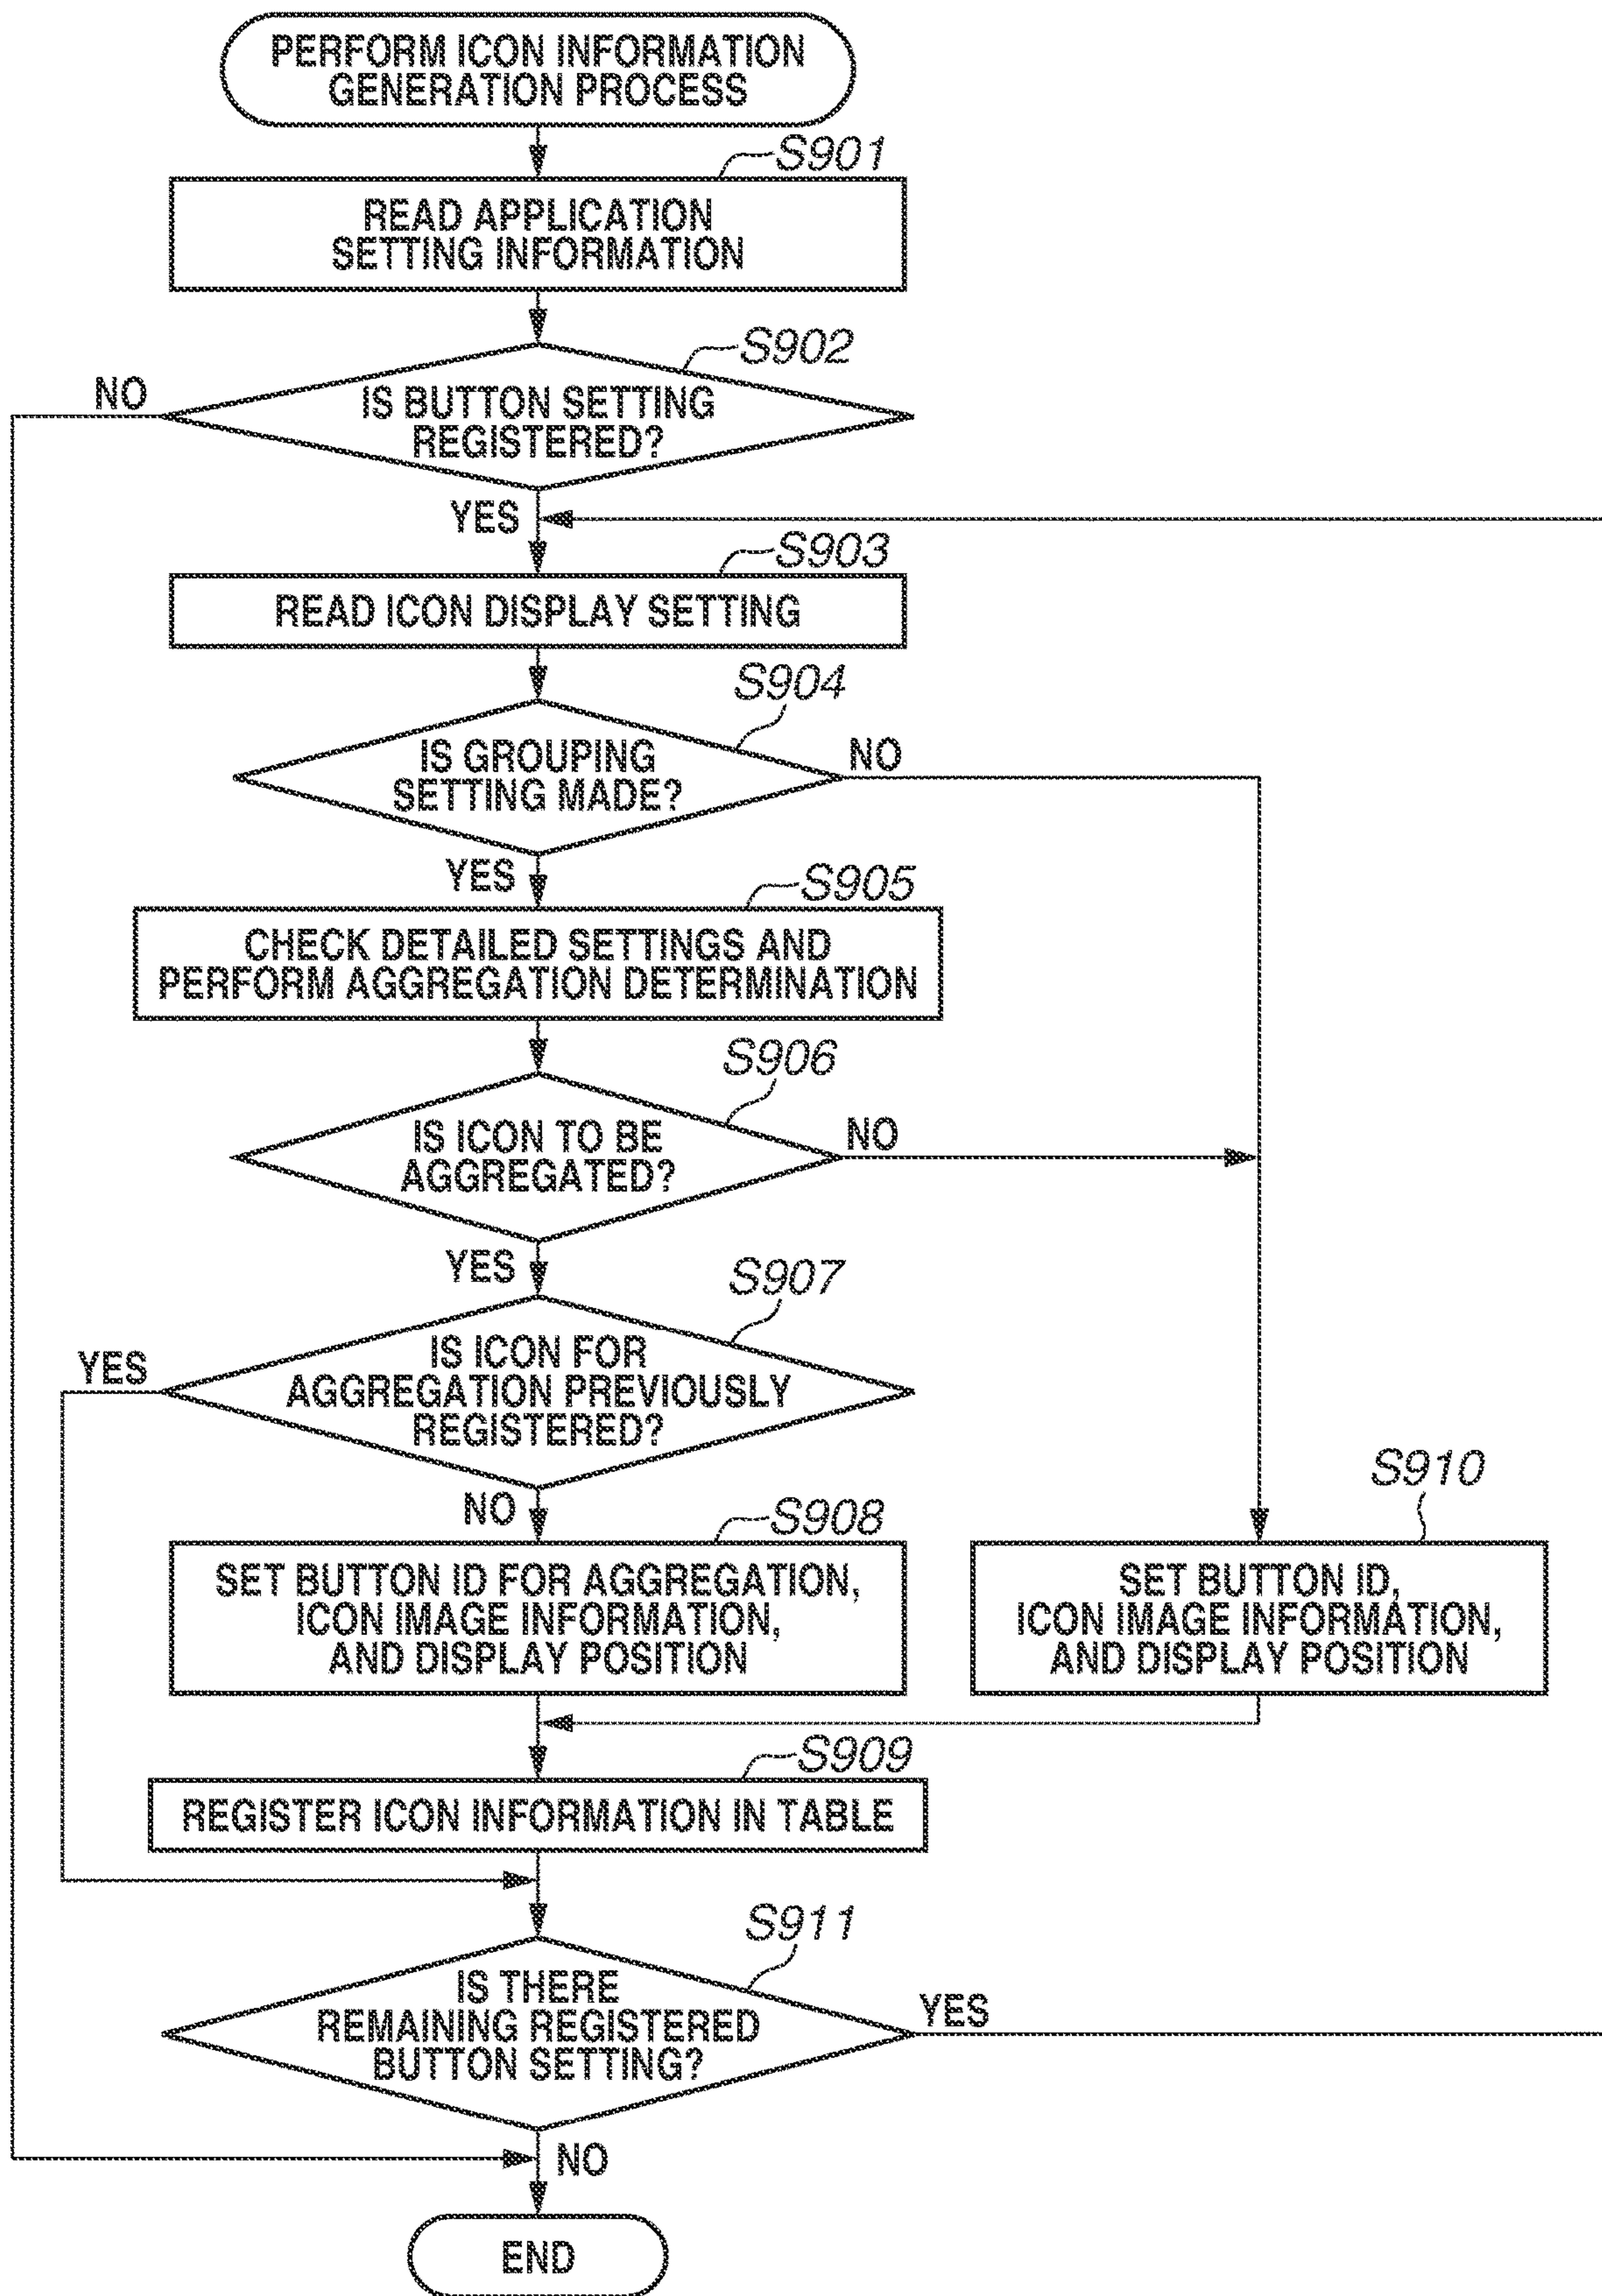 PERFORM ICON INFORMATION
GENERATION PROCESS
S901
READ APPLICATION
SETTING INFORMATION
S902
NO
IS BUTTON SETTING
REGISTERED?
YES
S903
READ ICON DISPLAY SETTING
S904
IS GROUPING
SETTING MADE?
NO
YES
S905
CHECK DETAILED SETTINGS AND
PERFORM AGGREGATION DETERMINATION
S906
IS ICON TO BE
AGGREGATED?
NO
YES
S907
YES
IS ICON FOR
AGGREGATION PREVIOUSLY
REGISTERED?
NO
S908
SET BUTTON ID FOR AGGREGATION,
ICON IMAGE INFORMATION,
AND DISPLAY POSITION
S910
SET BUTTON ID,
ICON IMAGE INFORMATION,
AND DISPLAY POSITION
S909
REGISTER ICON INFORMATION IN TABLE
S911
IS THERE
REMAINING REGISTERED
BUTTON SETTING?
YES
NO
END